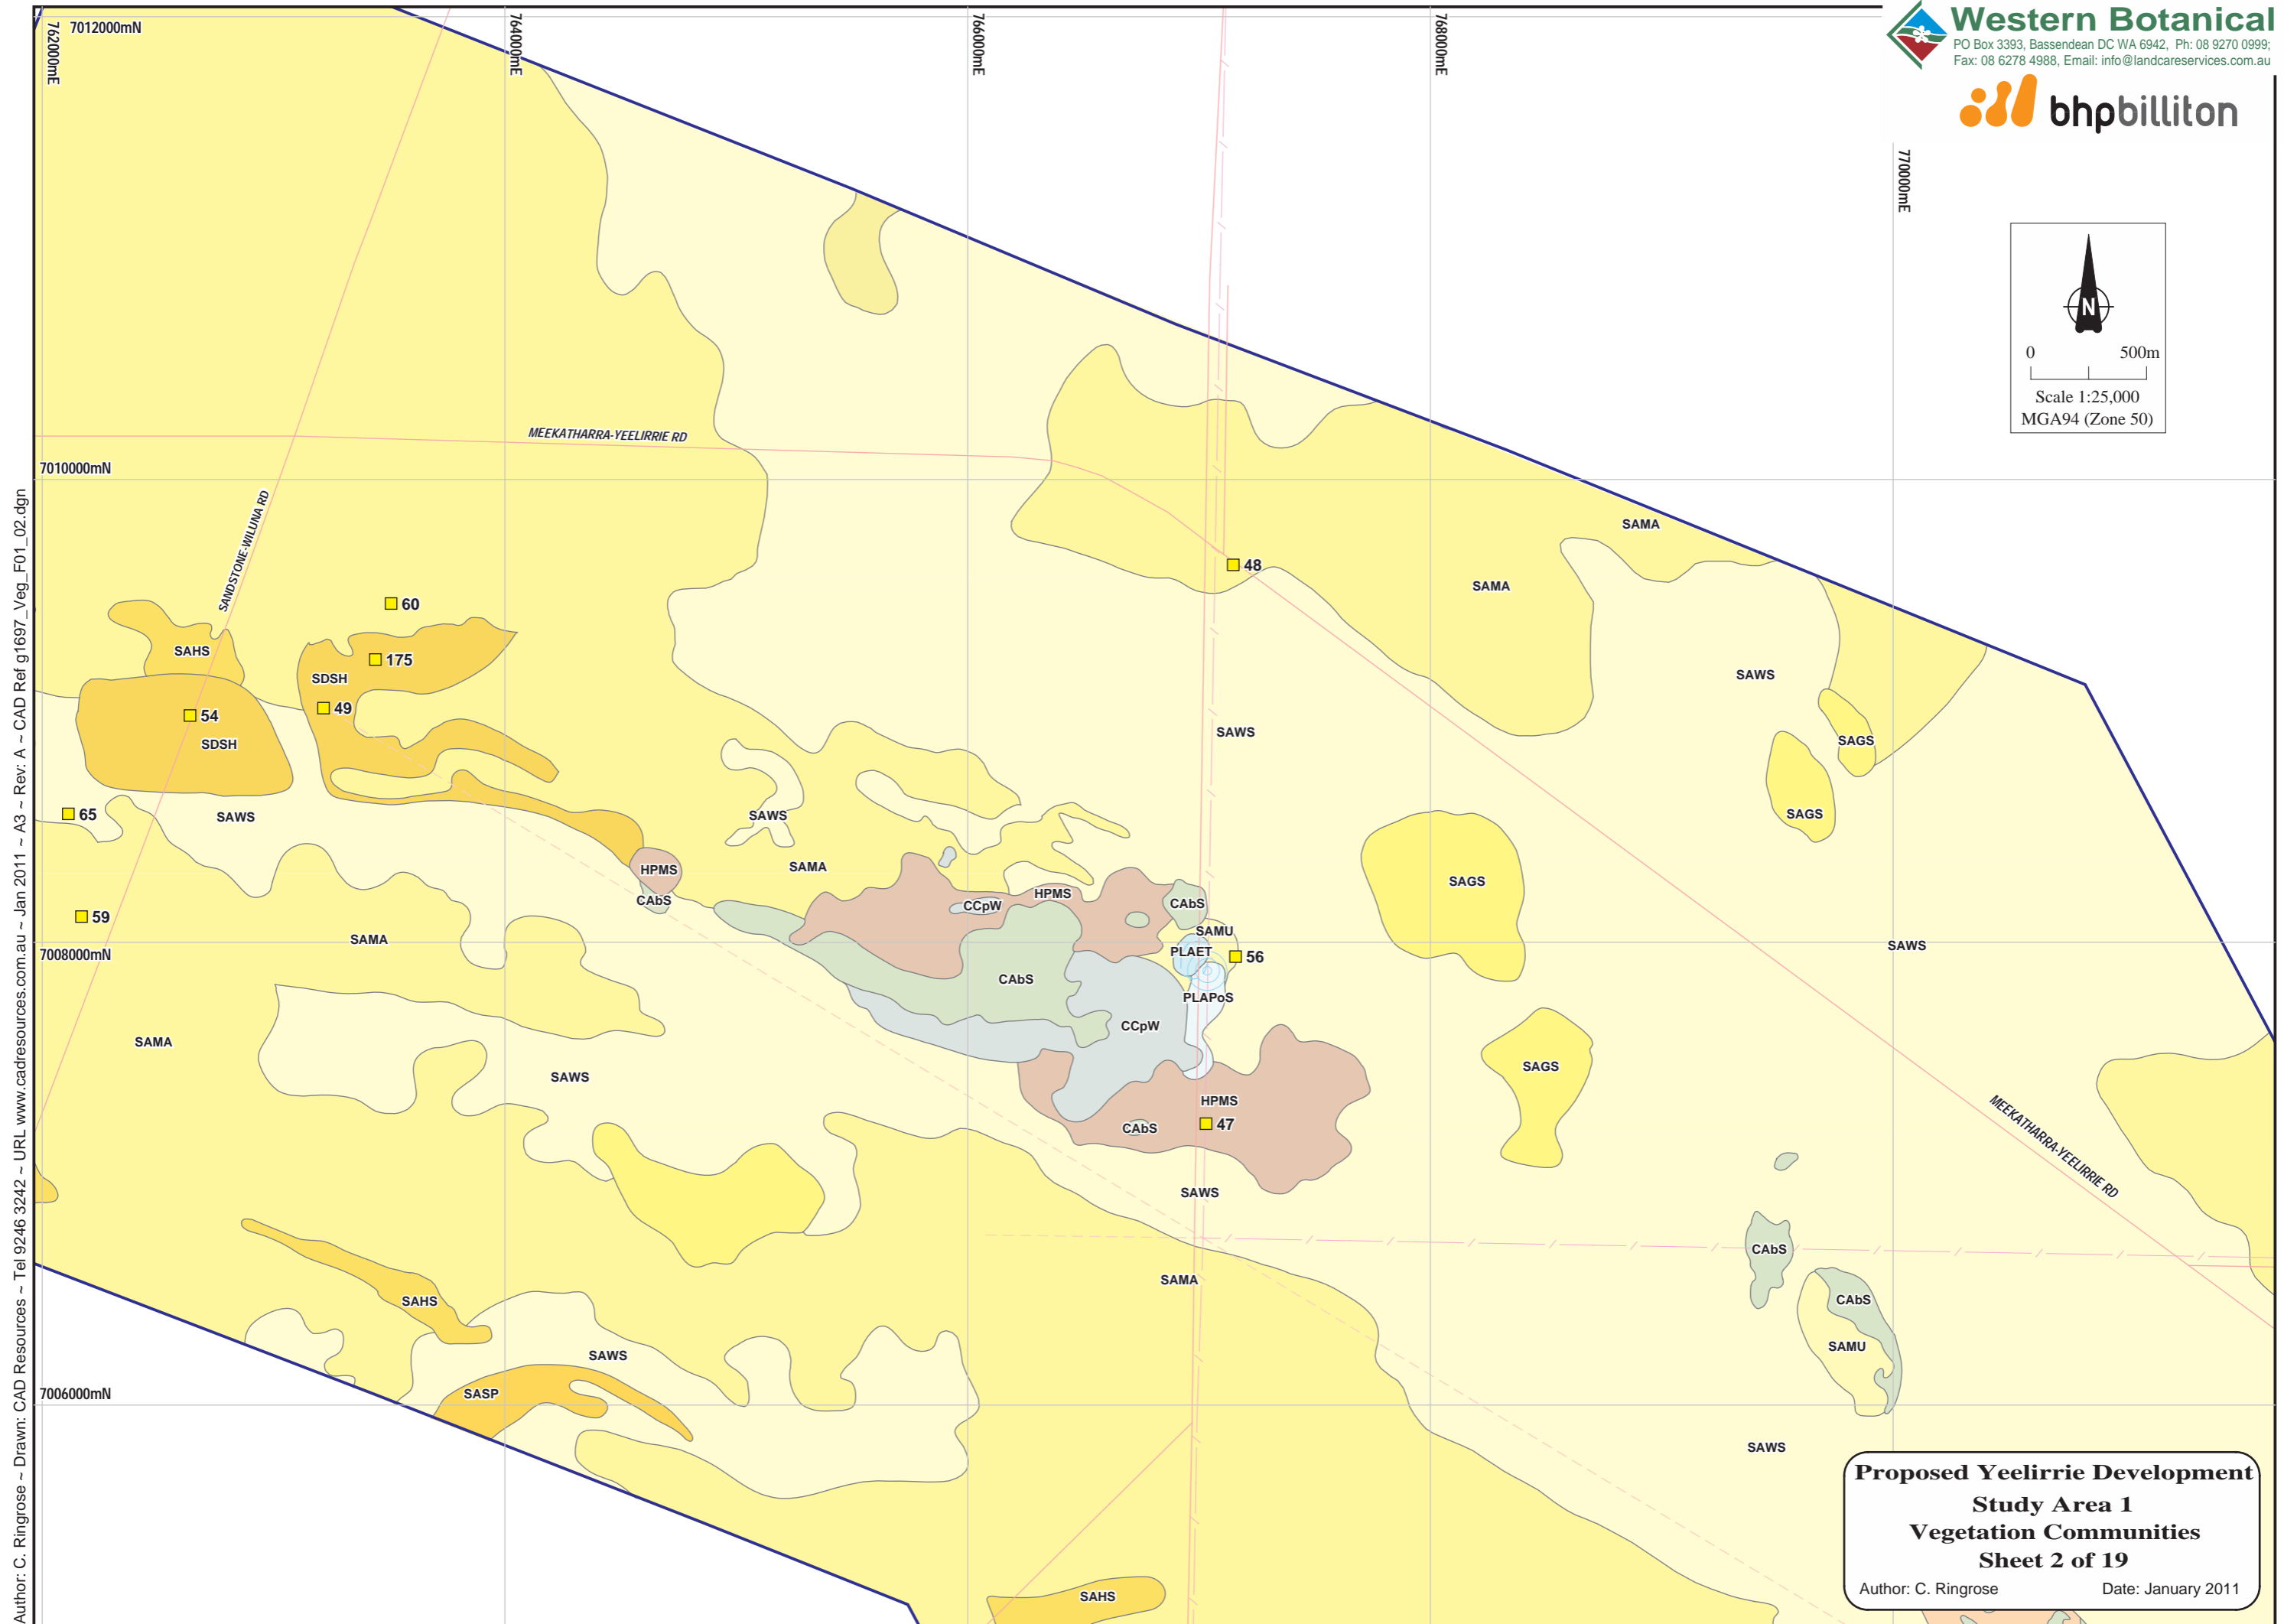 Western Botanical
PO Box 3393, Bassendean DC WA 6942, Ph: 08 9270 0999;
Fax: 08 6278 4988, Email: info@landcareservices.com.au
bhpbilliton
762000mE
7012000mN
764000mE
766000mE
768000mE
770000mE
N
0 500m
Scale 1:25,000
MGA94 (Zone 50)
MEEKATHARRA-YEELIRRIE RD
7010000mN
SANDSTONE-WILUNA RD
SAMA
48
SAMA
60
SAHS
175
SDSH
SAWS
49
54
SAWS
SDSH
SAGS
65
SAWS
SAWS
SAGS
HPMS
SAMA
SAGS
HPMS
CAbS
CCpW
CAbS
59
SAMU
SAMA
SAWS
7008000mN
PLAET
56
CAbS
PLAPoS
CCpW
SAMA
SAGS
SAWS
HPMS
MEEKATHARRA-YEELIRRIE RD
CAbS
47
SAWS
CAbS
SAMA
SAHS
CAbS
SAMU
SAWS
7006000mN
SASP
SAWS
SAHS
Proposed Yeelirrie Development
Study Area 1
Vegetation Communities
Sheet 2 of 19
Author: C. Ringrose Date: January 2011
Author: C. Ringrose ~ Drawn: CAD Resources ~ Tel 9246 3242 ~ URL www.cadresources.com.au ~ Jan 2011 ~ A3 ~ Rev: A ~ CAD Ref g1697_Veg_F01_02.dgn